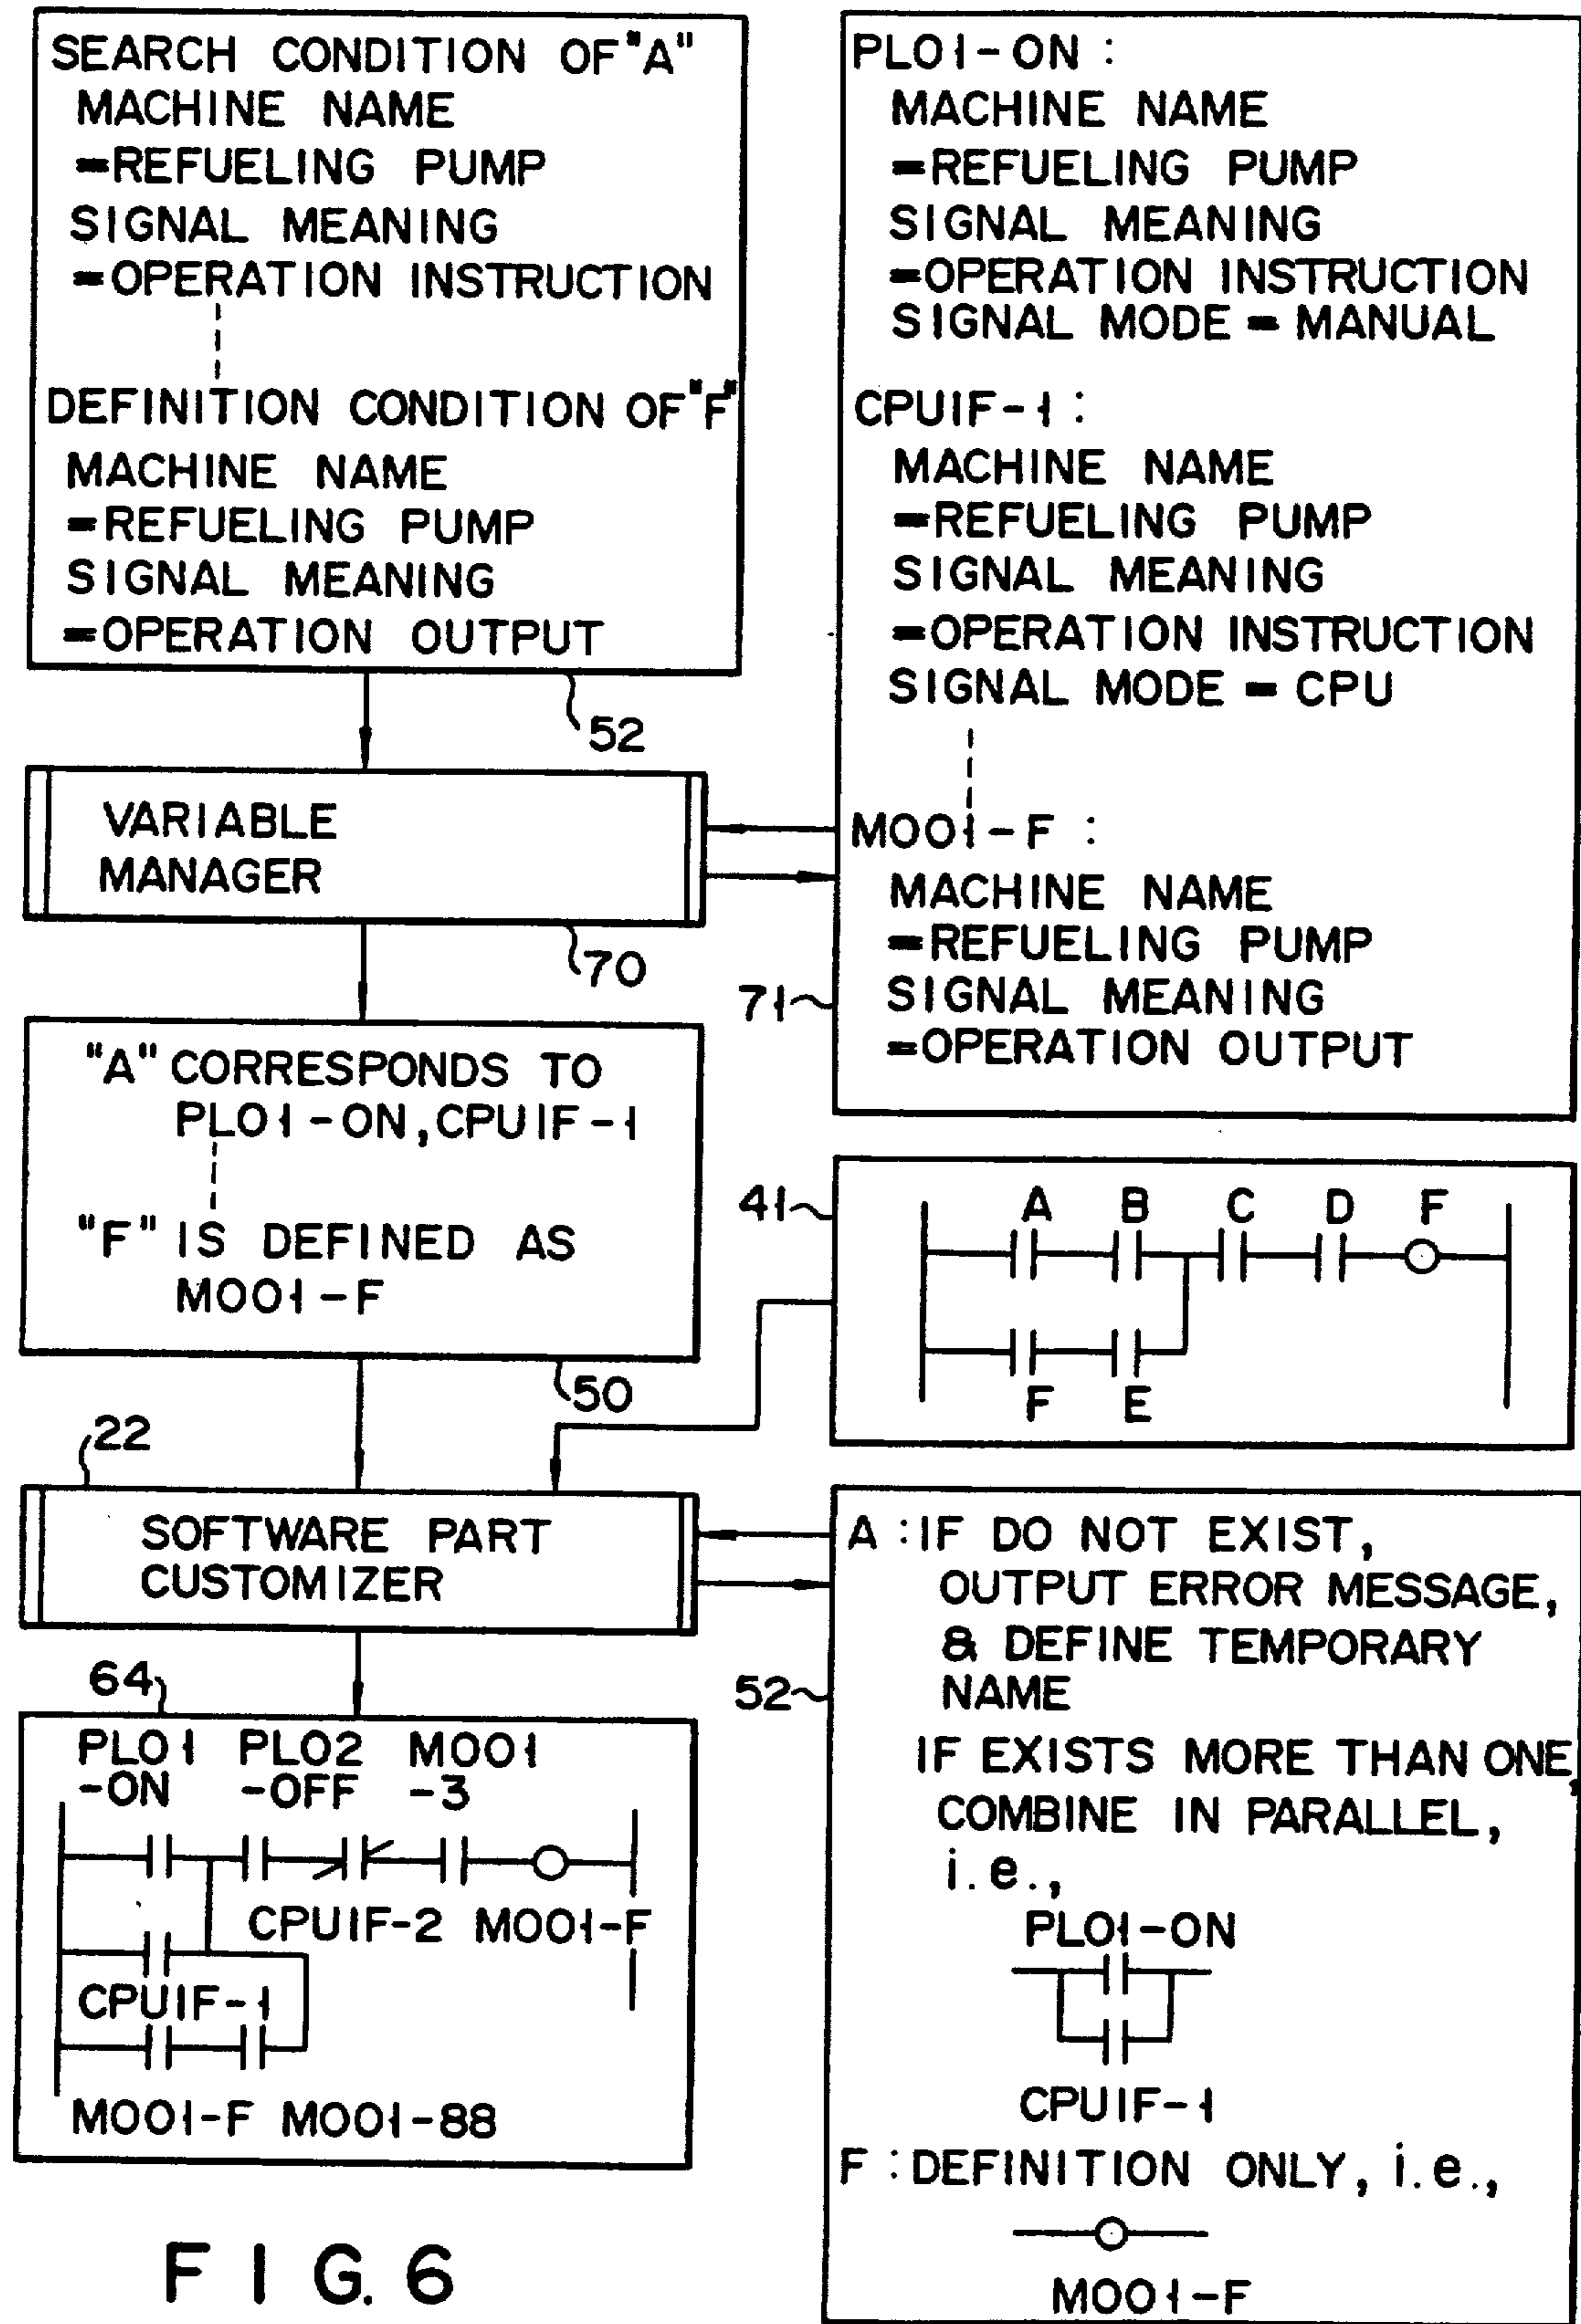 SEARCH CONDITION OF "A"
MACHINE NAME
=REFUELING PUMP
SIGNAL MEANING
=OPERATION INSTRUCTION
DEFINITION CONDITION OF "F"
MACHINE NAME
=REFUELING PUMP
SIGNAL MEANING
=OPERATION OUTPUT
52
VARIABLE
MANAGER
70
"A" CORRESPONDS TO
PL01-ON, CPUIF-1
"F" IS DEFINED AS
M001-F
50
22
SOFTWARE PART
CUSTOMIZER
64
PL01 PL02 M001
-ON -OFF -3
CPUIF-2 M001-F
CPUIF-1
M001-F M001-88
PL01-ON :
MACHINE NAME
=REFUELING PUMP
SIGNAL MEANING
=OPERATION INSTRUCTION
SIGNAL MODE = MANUAL
CPUIF-1 :
MACHINE NAME
=REFUELING PUMP
SIGNAL MEANING
=OPERATION INSTRUCTION
SIGNAL MODE = CPU
M001-F :
MACHINE NAME
=REFUELING PUMP
71
SIGNAL MEANING
=OPERATION OUTPUT
41
A B C D F
F E
A : IF DO NOT EXIST,
OUTPUT ERROR MESSAGE,
& DEFINE TEMPORARY
NAME
52
IF EXISTS MORE THAN ONE,
COMBINE IN PARALLEL,
i.e.,
PL01-ON
CPUIF-1
F : DEFINITION ONLY, i.e.,
M001-F
FIG. 6